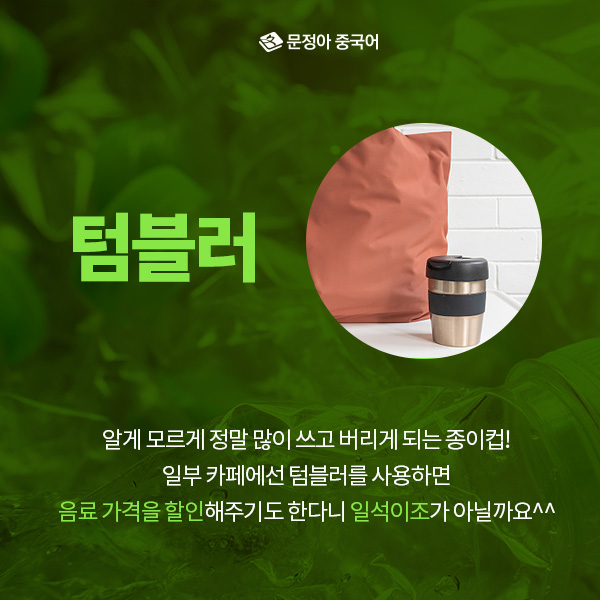 문정아 중국어
텀블러
알게 모르게 정말 많이 쓰고 버리게 되는 종이컵!
일부 카페에선 텀블러를 사용하면
음료 가격을 할인해주기도 한다니 일석이조가 아닐까요^^